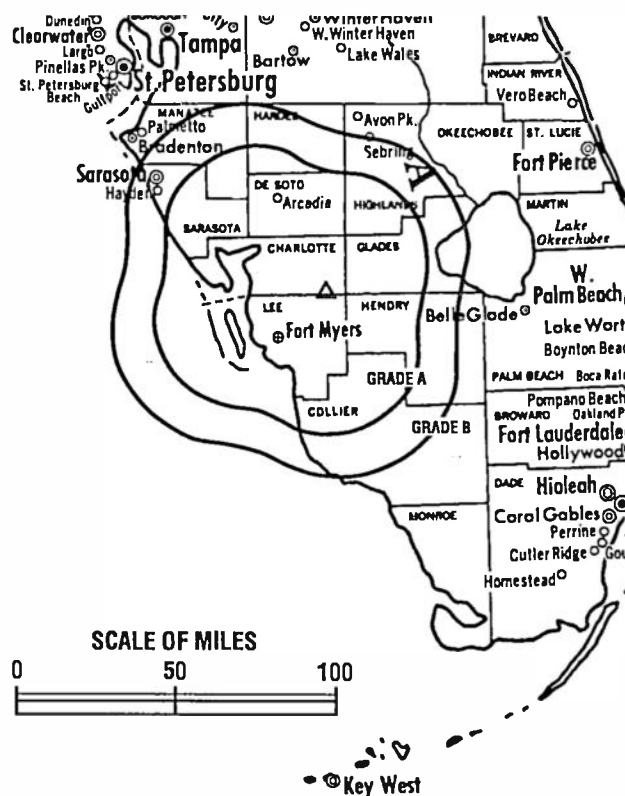 Dunedin
Clearwater
Largo
Pinellas Pk.
St. Petersburg
Beach
Gulfport
Tampa
St. Petersburg
Winter Haven
W. Winter Haven
Bartow
Lake Wales
BREVARD
INDIAN RIVER
Vero Beach
MANATEE
HARDEE
Avon Pk.
OKEECHOBEE
ST. LUCIE
Palmetto
Bradenton
Sebring
Fort Pierce
Sarasota
Hayden
DE SOTO
Arcadia
HIGHLANDS
MARTIN
SARASOTA
Lake
Okeechobee
CHARLOTTE
GLADES
W.
Palm Beach
LEE
HENDRY
Belle Glade
Lake Wort
Fort Myers
Boynton Bea
GRADE A
PALM BEACH
Boca Rat
Pompano Beach
COLLIER
BROWARD
Oakland P
GRADE B
Fort Lauderdale
Hollywood
DADE
Hialeah
MONROE
Coral Gables
Perrine
Cutler Ridge
Gou
Homestead
SCALE OF MILES
0 50 100
Key West